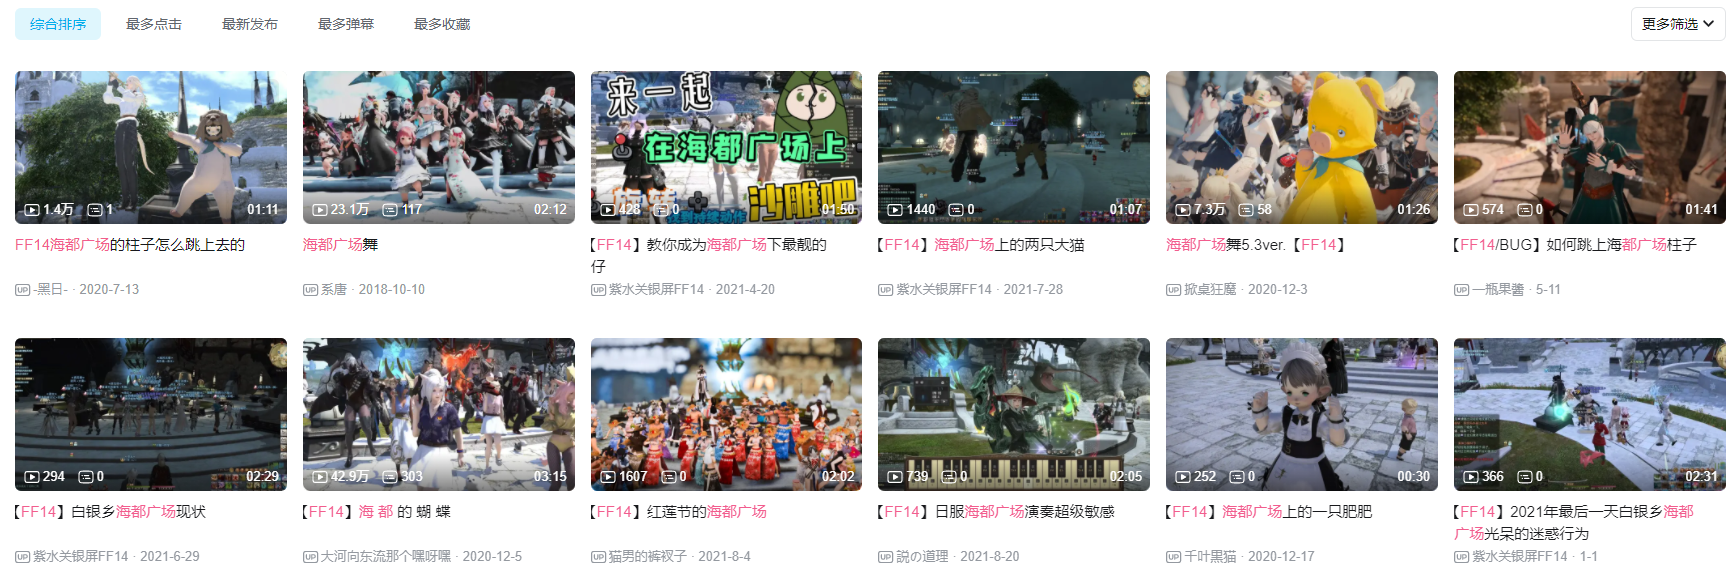 综合排序
最多点击
最新发布
最多弹幕
最多收藏
更多筛选
1.4万 1 01:11
FF14海都广场的柱子怎么跳上去的
UP -黑日- · 2020-7-13
23.1万 117 02:12
海都广场舞
UP 系唐 · 2018-10-10
来一起
在海都广场上
沙雕吧
428 0 01:50
【FF14】教你成为海都广场下最靓的
仔
UP 紫水关银屏FF14 · 2021-4-20
1440 0 01:07
【FF14】海都广场上的两只大猫
UP 紫水关银屏FF14 · 2021-7-28
7.3万 58 01:26
海都广场舞5.3ver.【FF14】
UP 掀桌狂魔 · 2020-12-3
574 0 01:41
【FF14/BUG】如何跳上海都广场柱子
UP 一瓶果醬 · 5-11
294 0 02:29
【FF14】白银乡海都广场现状
UP 紫水关银屏FF14 · 2021-6-29
42.9万 303 03:15
【FF14】海 都 的 蝴 蝶
UP 大河向东流那个嘿呀嘿 · 2020-12-5
1607 0 02:02
【FF14】红莲节的海都广场
UP 猫男的裤衩子 · 2021-8-4
739 0 02:05
【FF14】日服海都广场演奏超级敏感
UP 説の道理 · 2021-8-20
252 0 00:30
【FF14】海都广场上的一只肥肥
UP 千叶黒猫 · 2020-12-17
366 0 02:31
【FF14】2021年最后一天白银乡海都
广场光呆的迷惑行为
UP 紫水关银屏FF14 · 1-1